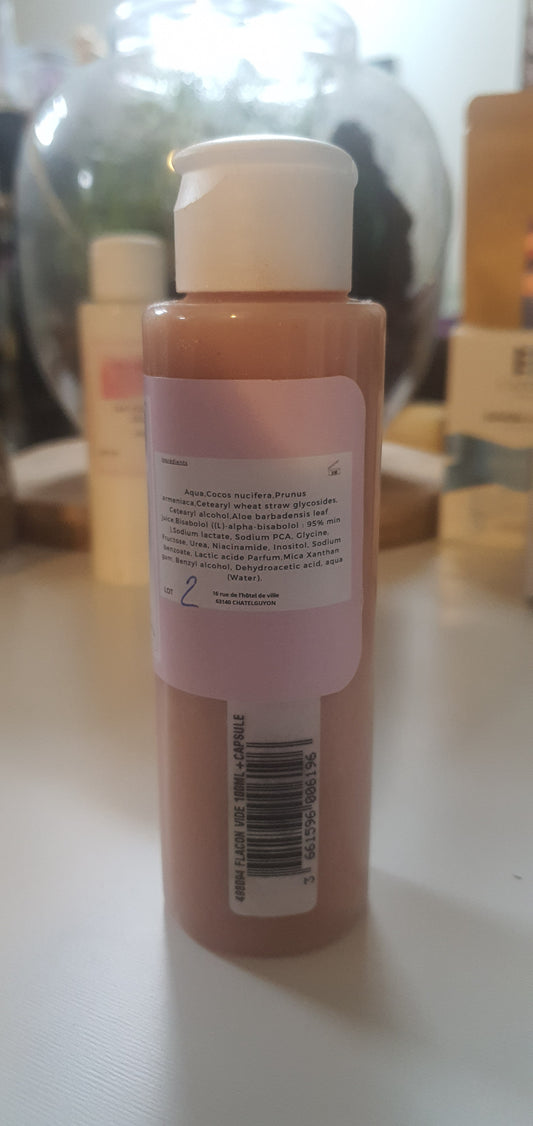 Ingrédients
Aqua,Cocos nucifera,Prunus
armeniaca,Cetearyl wheat straw glycosides,
Cetearyl alcohol,Aloe barbadensis leaf
juice,Bisabolol ((L)-alpha-bisabolol : 95% min
),Sodium lactate, Sodium PCA, Glycine,
Fructose, Urea, Niacinamide, Inositol, Sodium
benzoate, Lactic acide Parfum,Mica Xanthan
gum, Benzyl alcohol, Dehydroacetic acid, aqua
(Water).
LOT 2
16 rue de l'hôtel de ville
63140 CHATELGUYON
498094 FLACON VIDE 100ML + CAPSULE
3 661596 006196